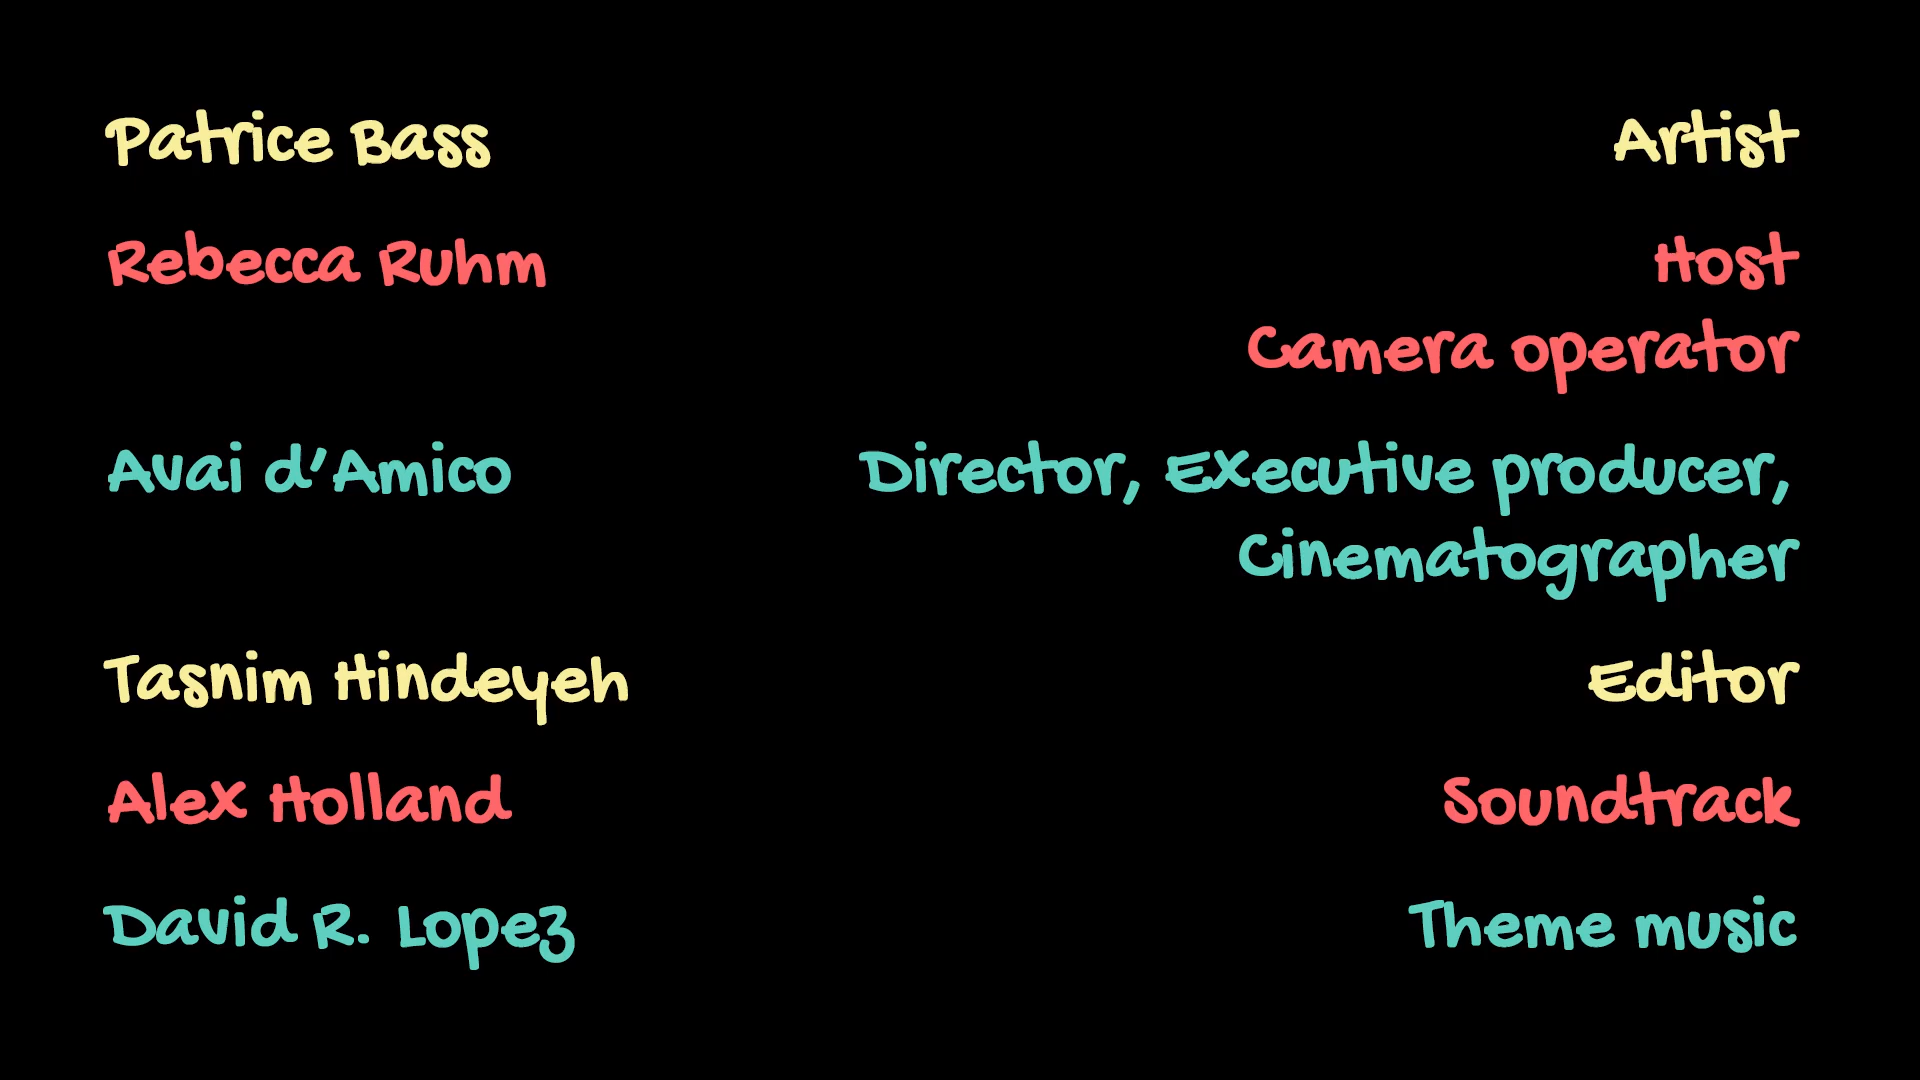 Patrice Bass Artist
Rebecca Ruhm Host
Camera operator
Avai d'Amico Director, Executive producer,
Cinematographer
Tasnim Hindeyeh Editor
Alex Holland Soundtrack
David R. Lopez Theme music